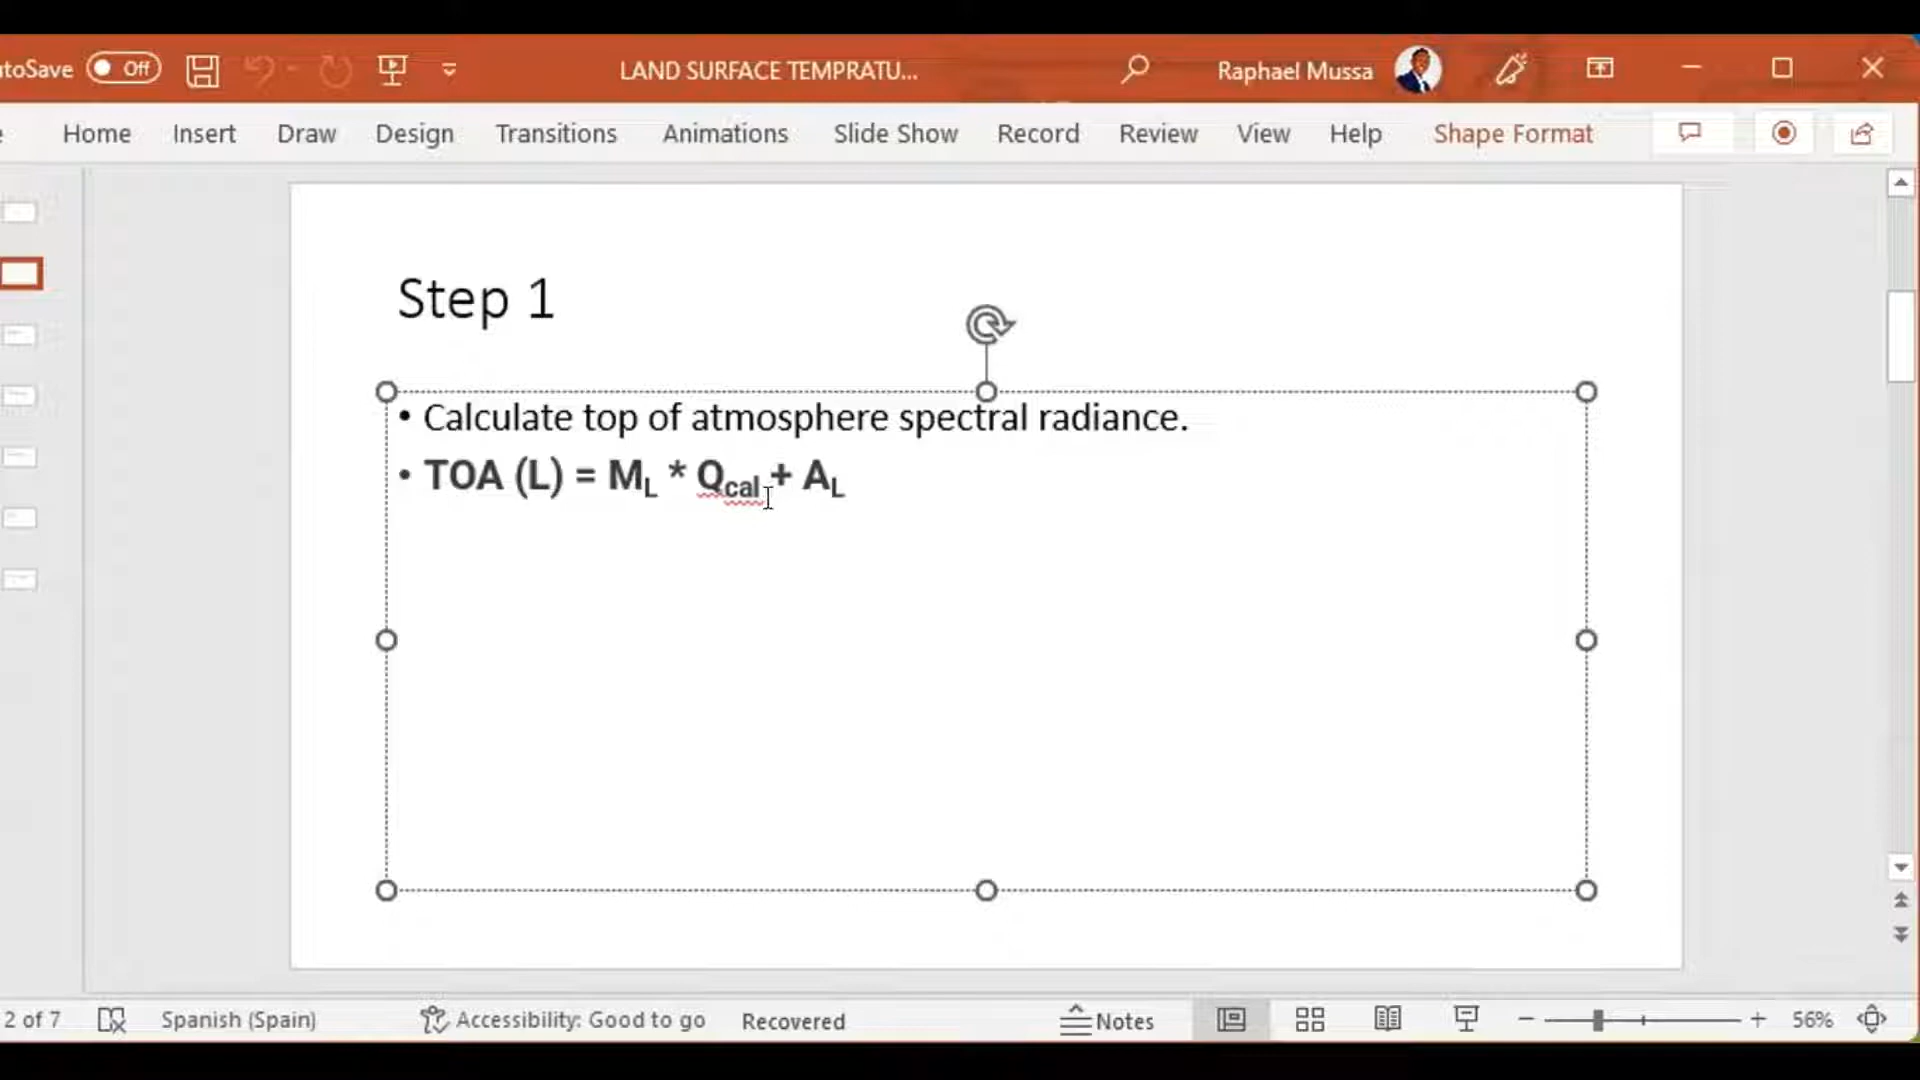 toSave Off LAND SURFACE TEMPRATU... Raphael Mussa
Home Insert Draw Design Transitions Animations Slide Show Record Review View Help Shape Format
Step 1
• Calculate top of atmosphere spectral radiance.
• TOA (L) = ML * Qcal + AL
2 of 7 Spanish (Spain) Accessibility: Good to go Recovered Notes 56%